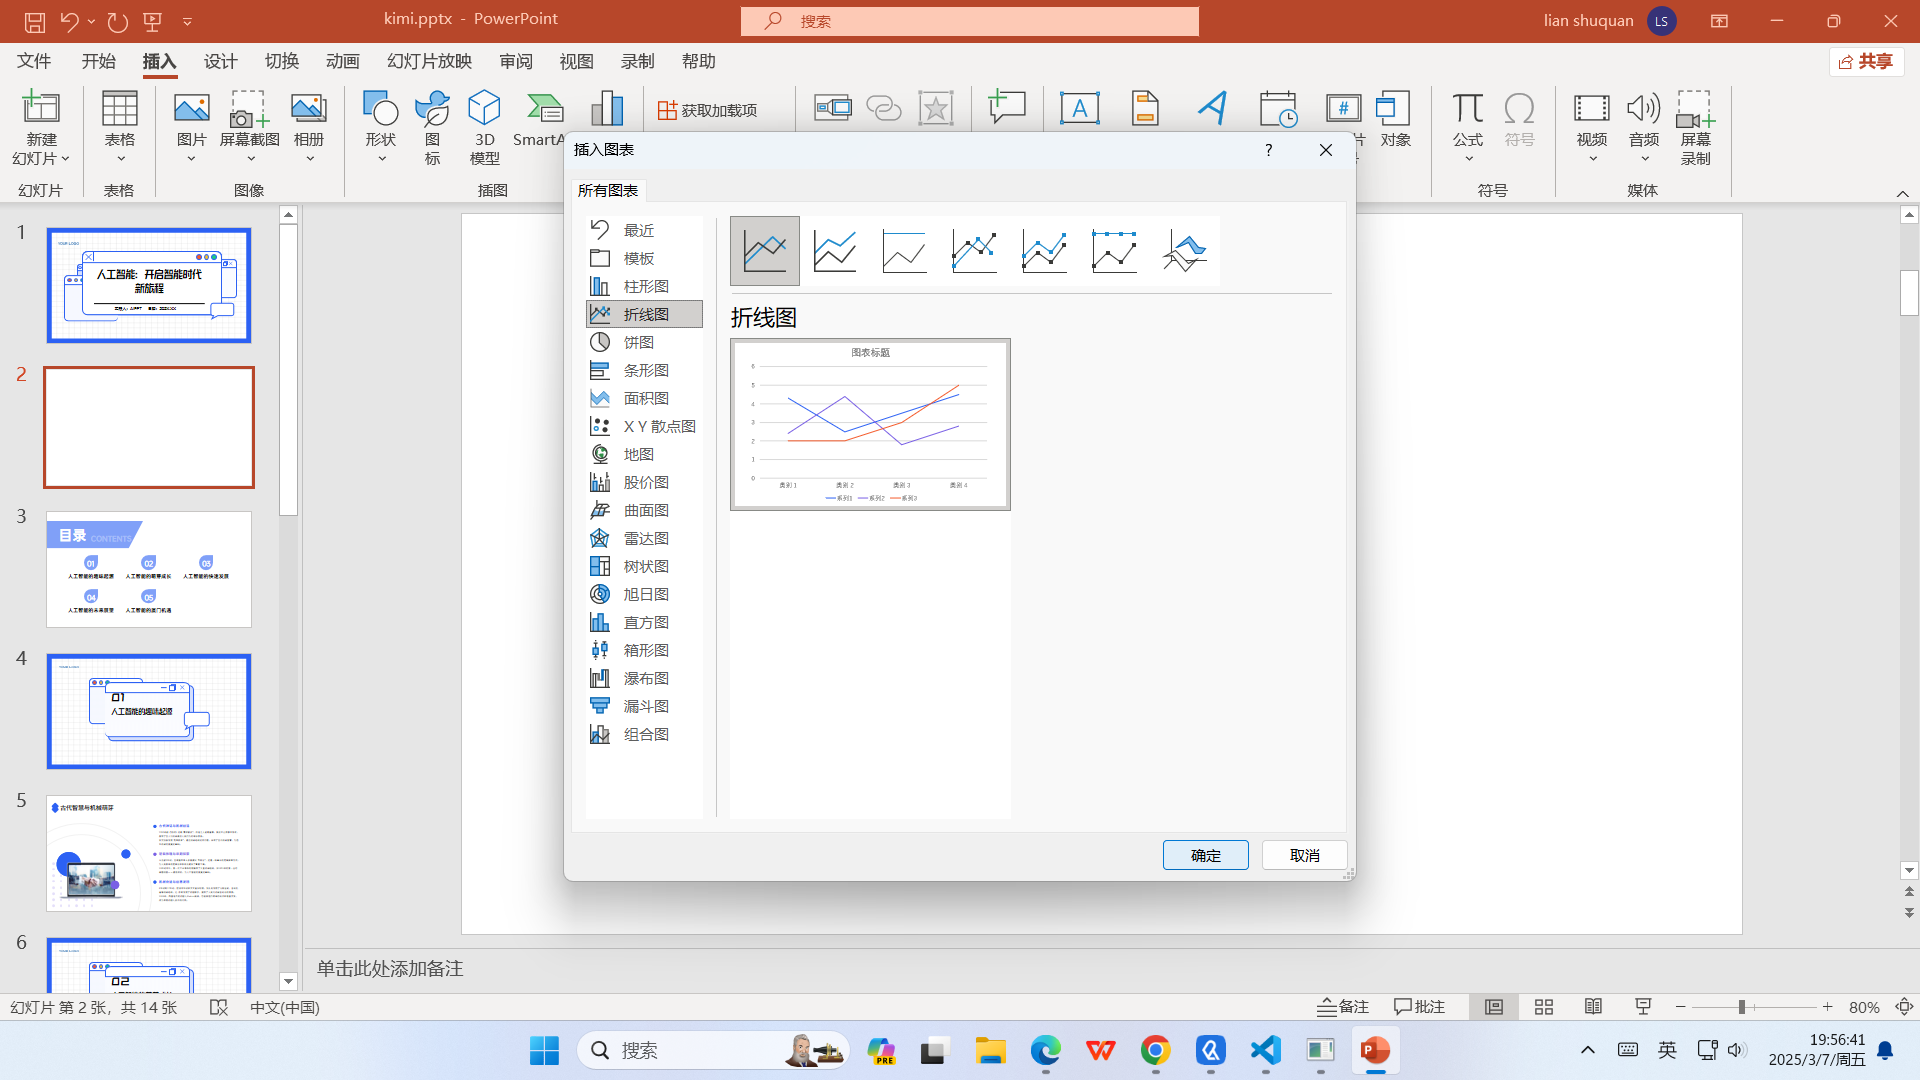 kimi.pptx - PowerPoint
搜索
lian shuquan
LS
文件 开始 插入 设计 切换 动画 幻灯片放映 审阅 视图 录制 帮助
共享
新建
幻灯片
表格
图片
屏幕截图
相册
形状
图
标
3D
模型
SmartA
获取加载项
对象
公式
符号
视频
音频
屏幕
录制
幻灯片 表格 图像 插图 符号 媒体
插入图表
?
所有图表
最近
模板
柱形图
折线图
饼图
条形图
面积图
X Y 散点图
地图
股价图
曲面图
雷达图
树状图
旭日图
直方图
箱形图
瀑布图
漏斗图
组合图
折线图
图表标题
6
5
4
3
2
1
0
类别 1 类别 2 类别 3 类别 4
系列1 系列2 系列3
确定 取消
1
YOUR LOGO
人工智能：开启智能时代
新旅程
2
3
目录 CONTENTS
01 02 03
人工智能的趣味起源 人工智能的艰辛成长 人工智能的快速发展
04 05
人工智能的未来展望 人工智能的澳门机遇
4
01
人工智能的趣味起源
5
古代智慧与机械萌芽
6
02
单击此处添加备注
幻灯片 第 2 张，共 14 张
中文(中国)
备注
批注
80%
搜索
PRE
英
19:56:41
2025/3/7/周五